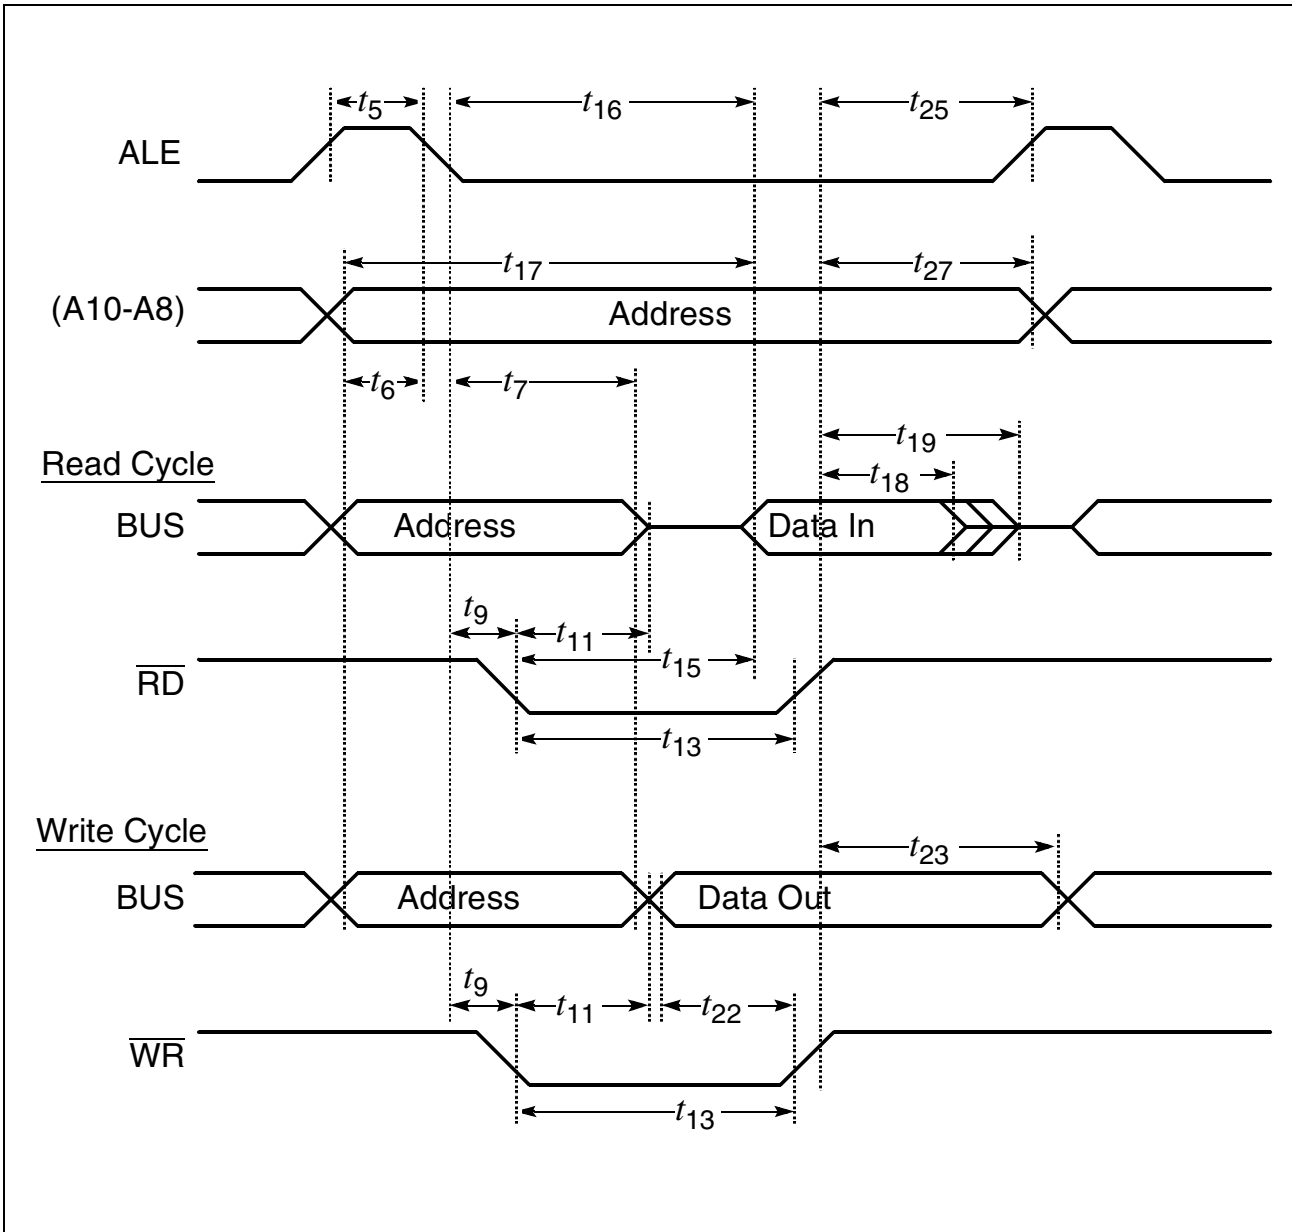 t5 t16 t25
ALE
t17 t27
(A10-A8) Address
t6 t7
t19
Read Cycle t18
BUS Address Data In
t9 t11 t15
RD
t13
Write Cycle
t23
BUS Address Data Out
t9 t11 t22
WR
t13